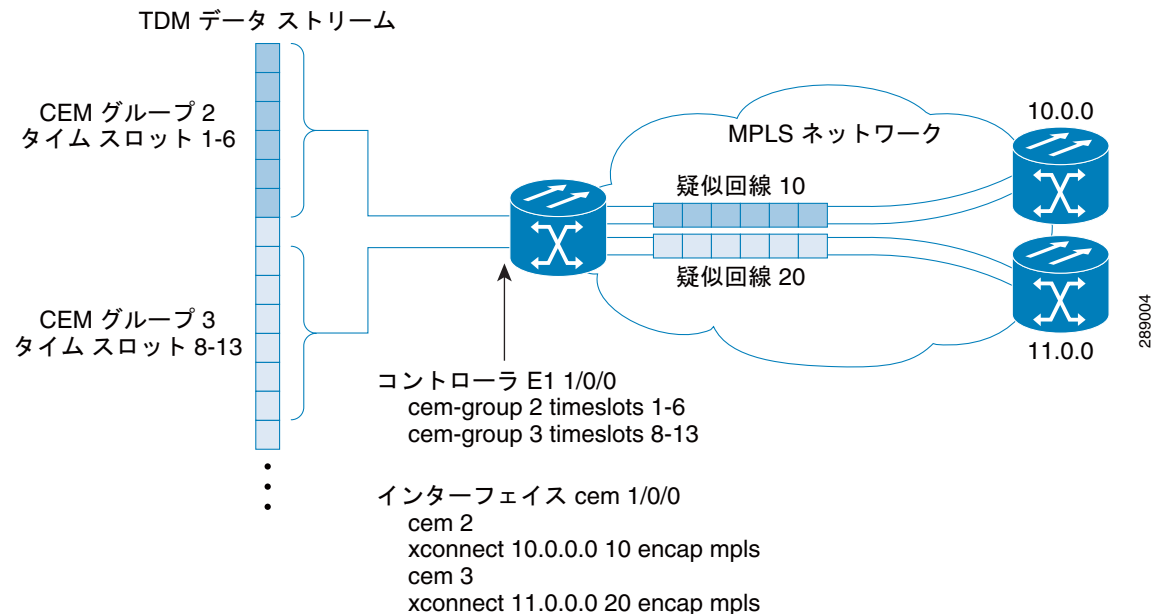 TDM データ ストリーム
CEM グループ 2
タイム スロット 1-6
CEM グループ 3
タイム スロット 8-13
MPLS ネットワーク
疑似回線 10
疑似回線 20
10.0.0
11.0.0
コントローラ E1 1/0/0
cem-group 2 timeslots 1-6
cem-group 3 timeslots 8-13
インターフェイス cem 1/0/0
cem 2
xconnect 10.0.0.0 10 encap mpls
cem 3
xconnect 11.0.0.0 20 encap mpls
289004